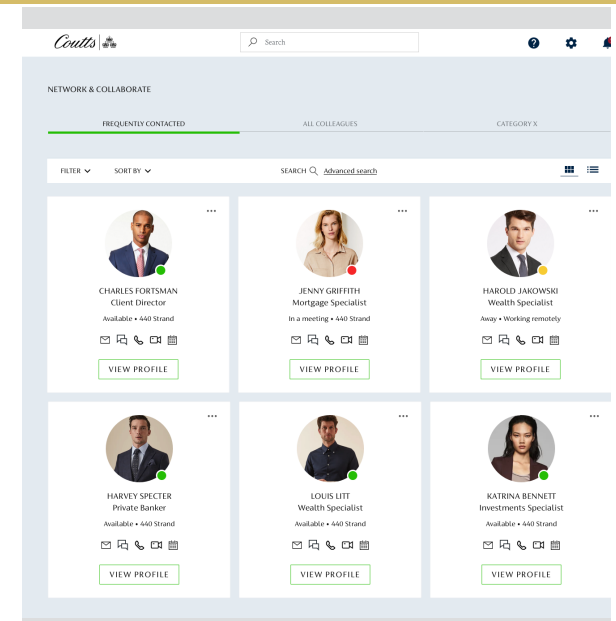 Coutts
Search
NETWORK & COLLABORATE
FREQUENTLY CONTACTED
ALL COLLEAGUES
CATEGORY X
FILTER
SORT BY
SEARCH
Advanced search
CHARLES FORTSMAN
Client Director
Available • 440 Strand
VIEW PROFILE
JENNY GRIFFITH
Mortgage Specialist
In a meeting • 440 Strand
VIEW PROFILE
HAROLD JAKOWSKI
Wealth Specialist
Away • Working remotely
VIEW PROFILE
HARVEY SPECTER
Private Banker
Available • 440 Strand
VIEW PROFILE
LOUIS LITT
Wealth Specialist
Available • 440 Strand
VIEW PROFILE
KATRINA BENNETT
Investments Specialist
Available • 440 Strand
VIEW PROFILE